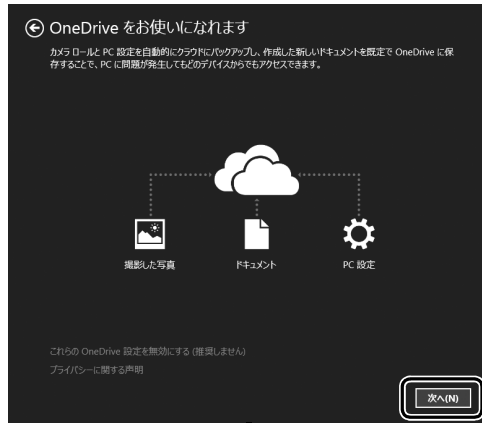 OneDrive をお使いになれます
カメラ ロールと PC 設定を自動的にクラウドにバックアップし、作成した新しいドキュメントを既定で OneDrive に保
存することで、PC に問題が発生してもどのデバイスからでもアクセスできます。
撮影した写真
ドキュメント
PC 設定
これらの OneDrive 設定を無効にする (推奨しません)
プライバシーに関する声明
次へ(N)